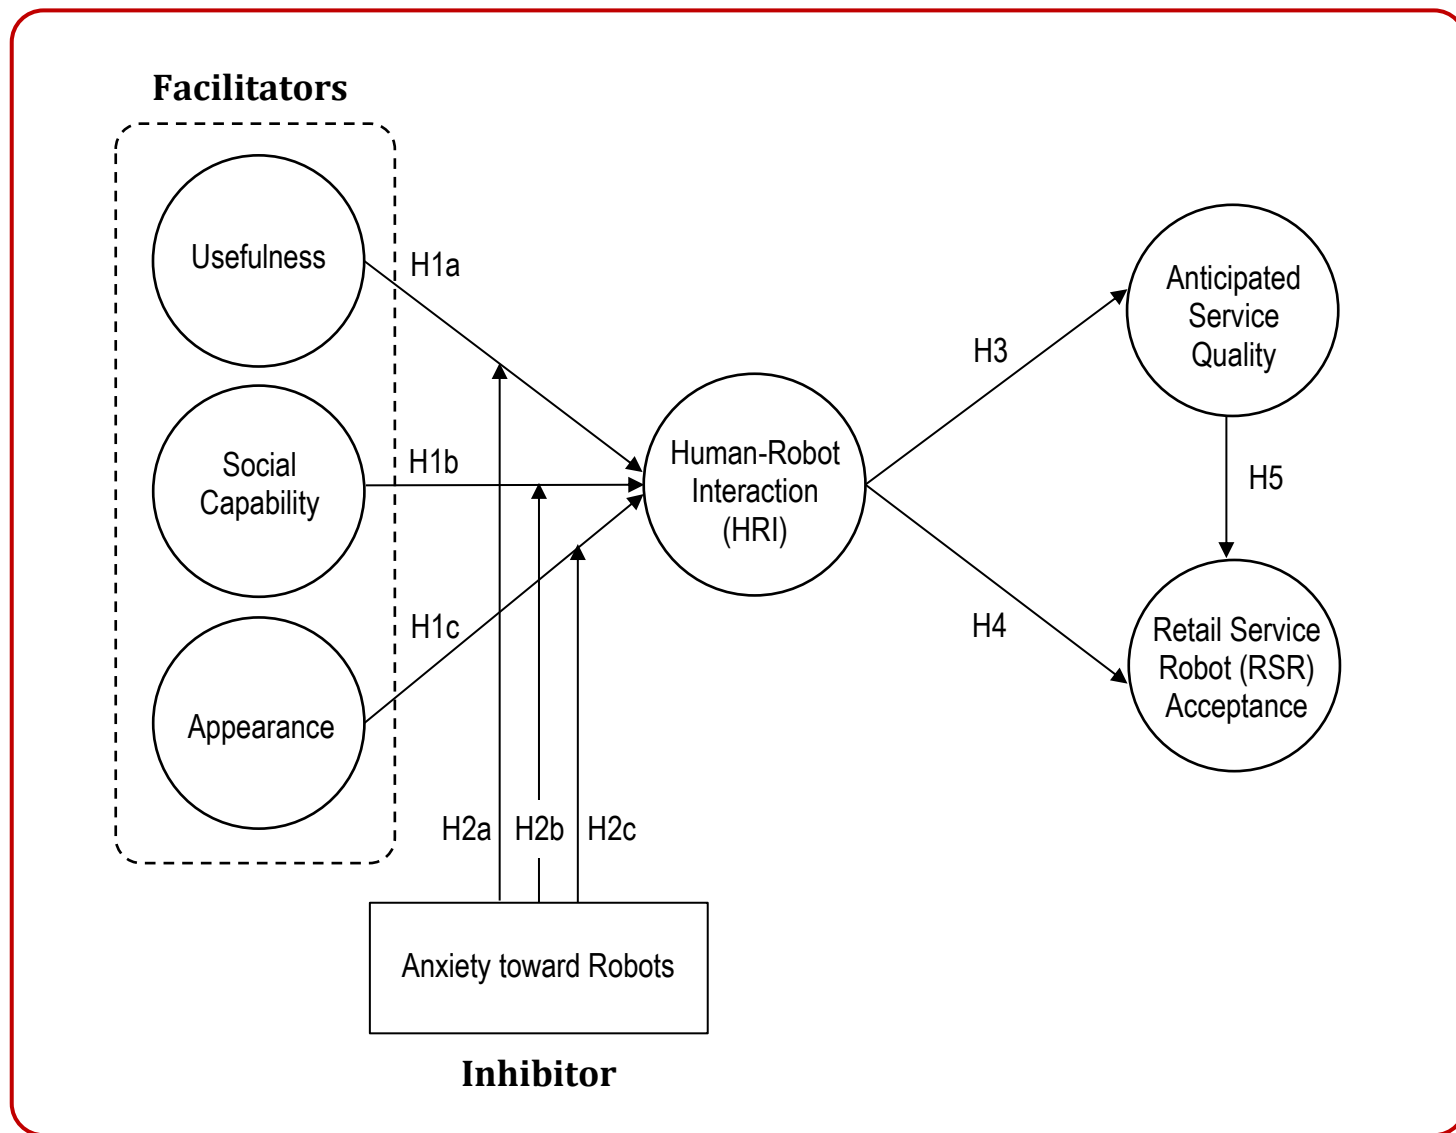 Facilitators
Usefulness
H1a
Social
Capability
H1b
Appearance
H1c
H2a
H2b
H2c
Anxiety toward Robots
Inhibitor
Human-Robot
Interaction
(HRI)
H3
H4
Anticipated
Service
Quality
H5
Retail Service
Robot (RSR)
Acceptance